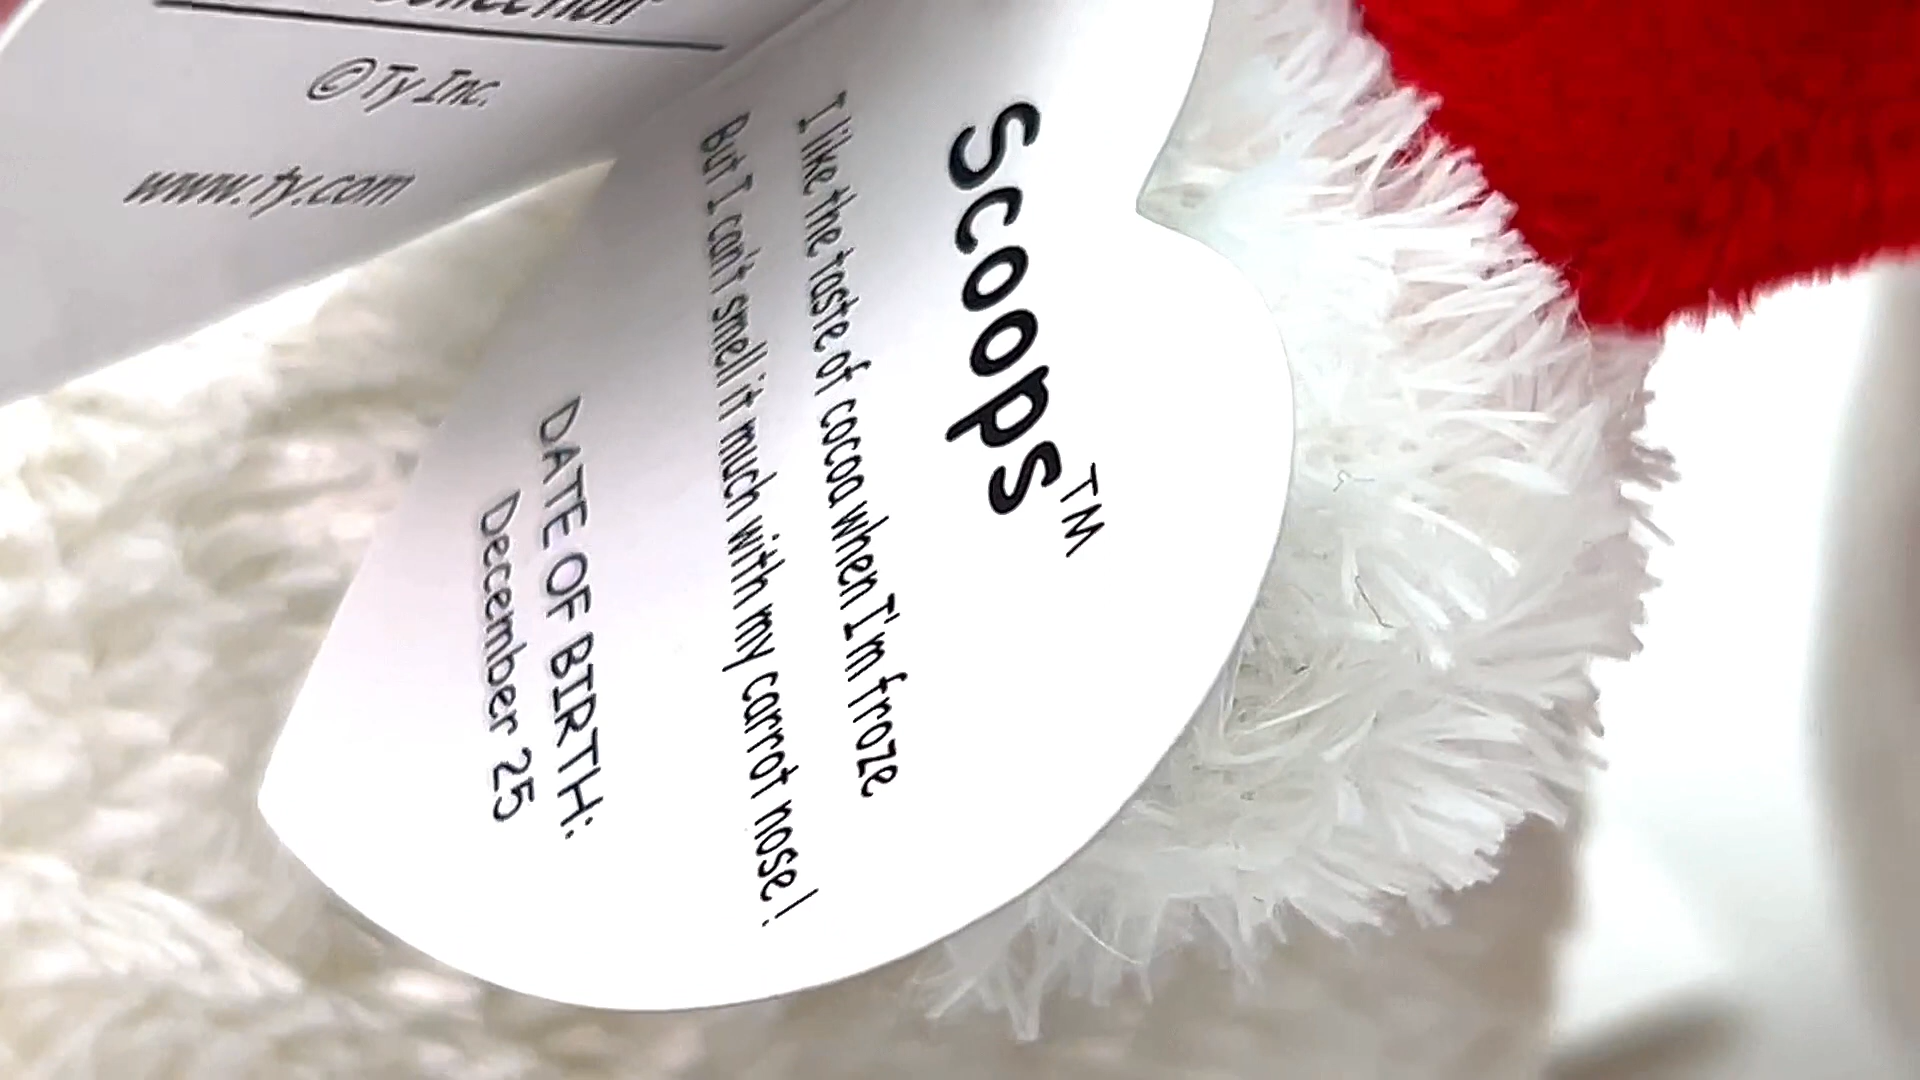 Collection
©Ty Inc.
www.ty.com
Scoops™
I like the taste of cocoa when I'm froze
But I can't smell it much with my carrot nose!
DATE OF BIRTH:
December 25